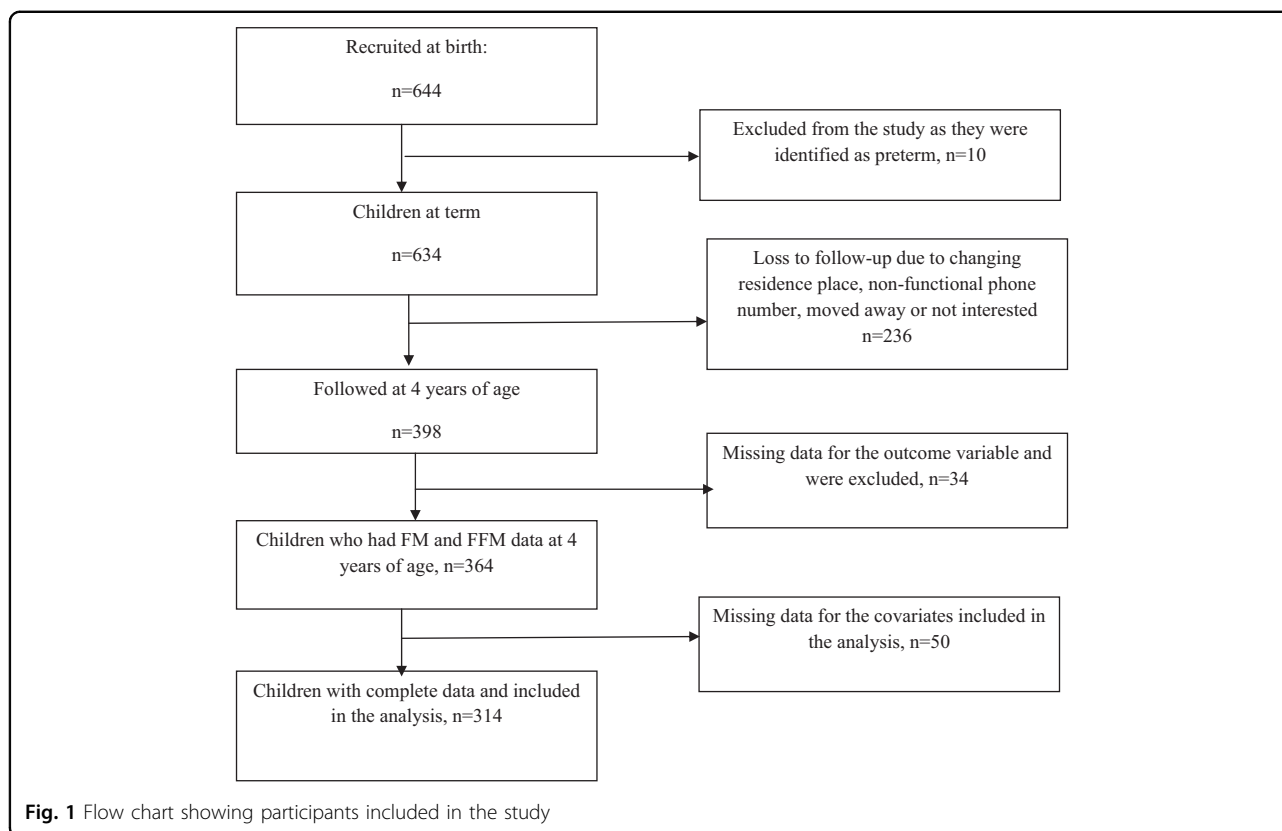 Recruited at birth:
n=644
Excluded from the study as they were
identified as preterm, n=10
Children at term
n=634
Loss to follow-up due to changing
residence place, non-functional phone
number, moved away or not interested
n=236
Followed at 4 years of age
n=398
Missing data for the outcome variable and
were excluded, n=34
Children who had FM and FFM data at 4
years of age, n=364
Missing data for the covariates included in
the analysis, n=50
Children with complete data and included
in the analysis, n=314
Fig. 1 Flow chart showing participants included in the study